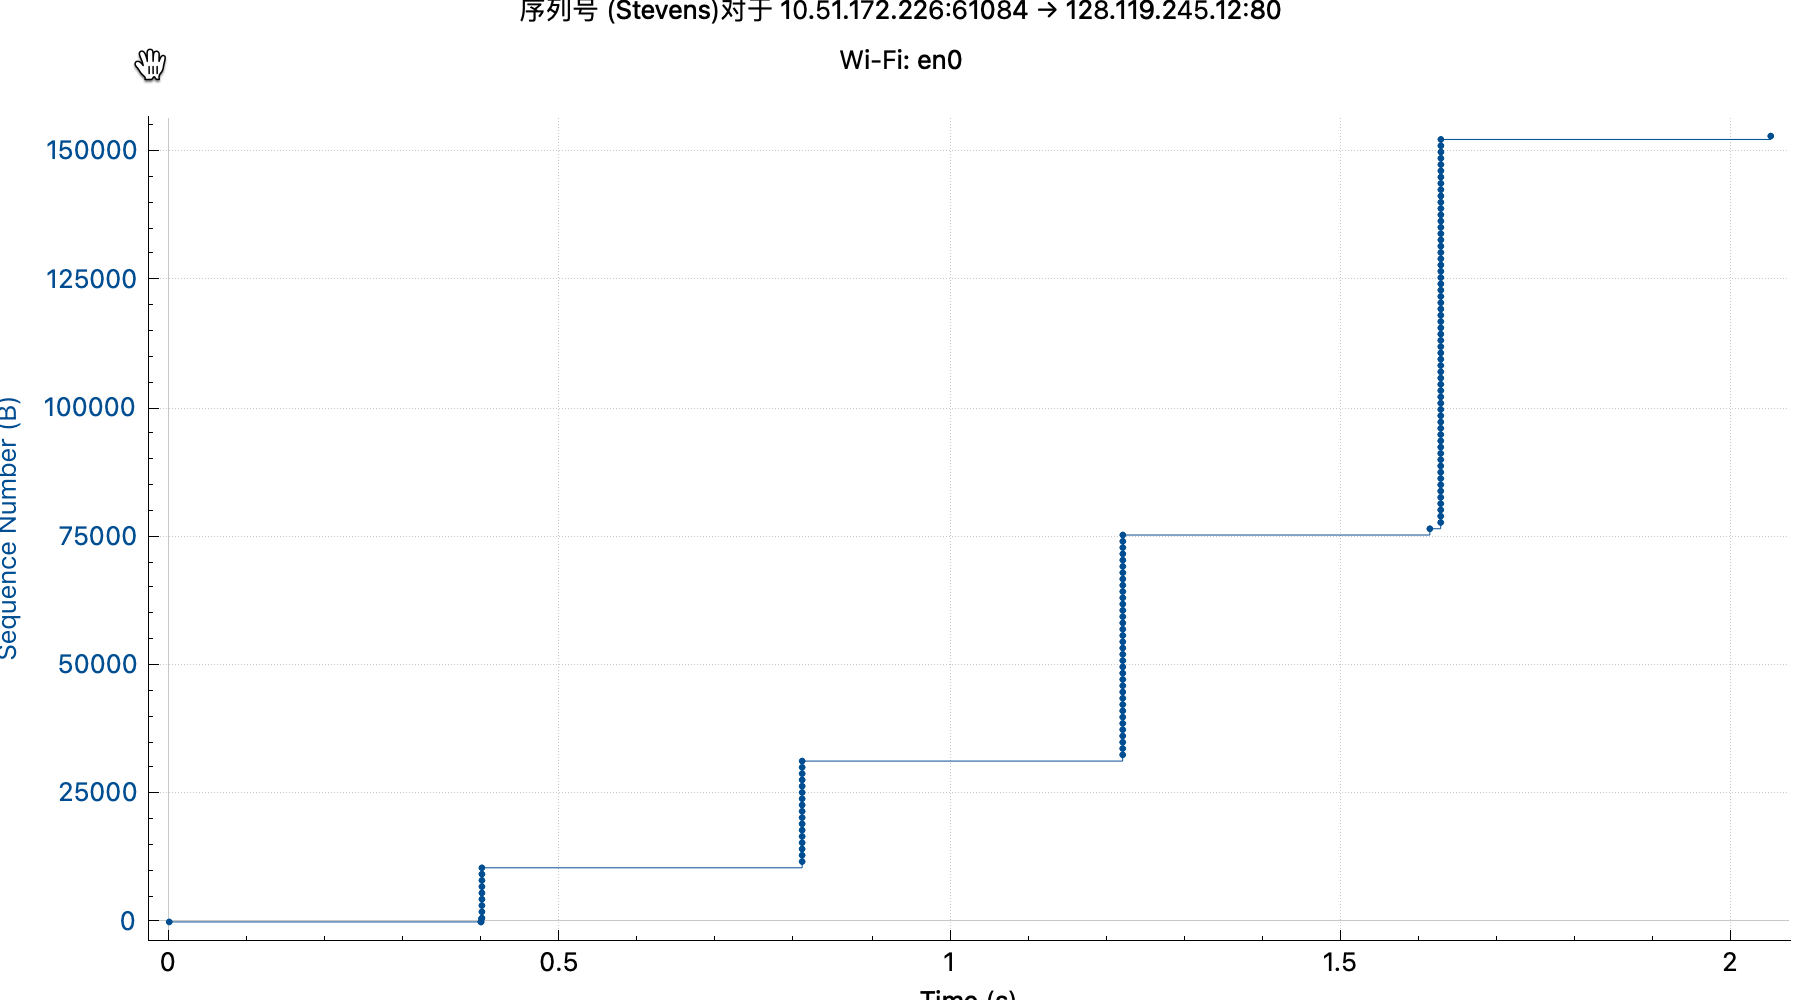 序列号 (Stevens)对于 10.51.172.226:61084 → 128.119.245.12:80
Wi-Fi: en0
Sequence Number (B)
150000
125000
100000
75000
50000
25000
0
0 0.5 1 1.5 2
Time (s)